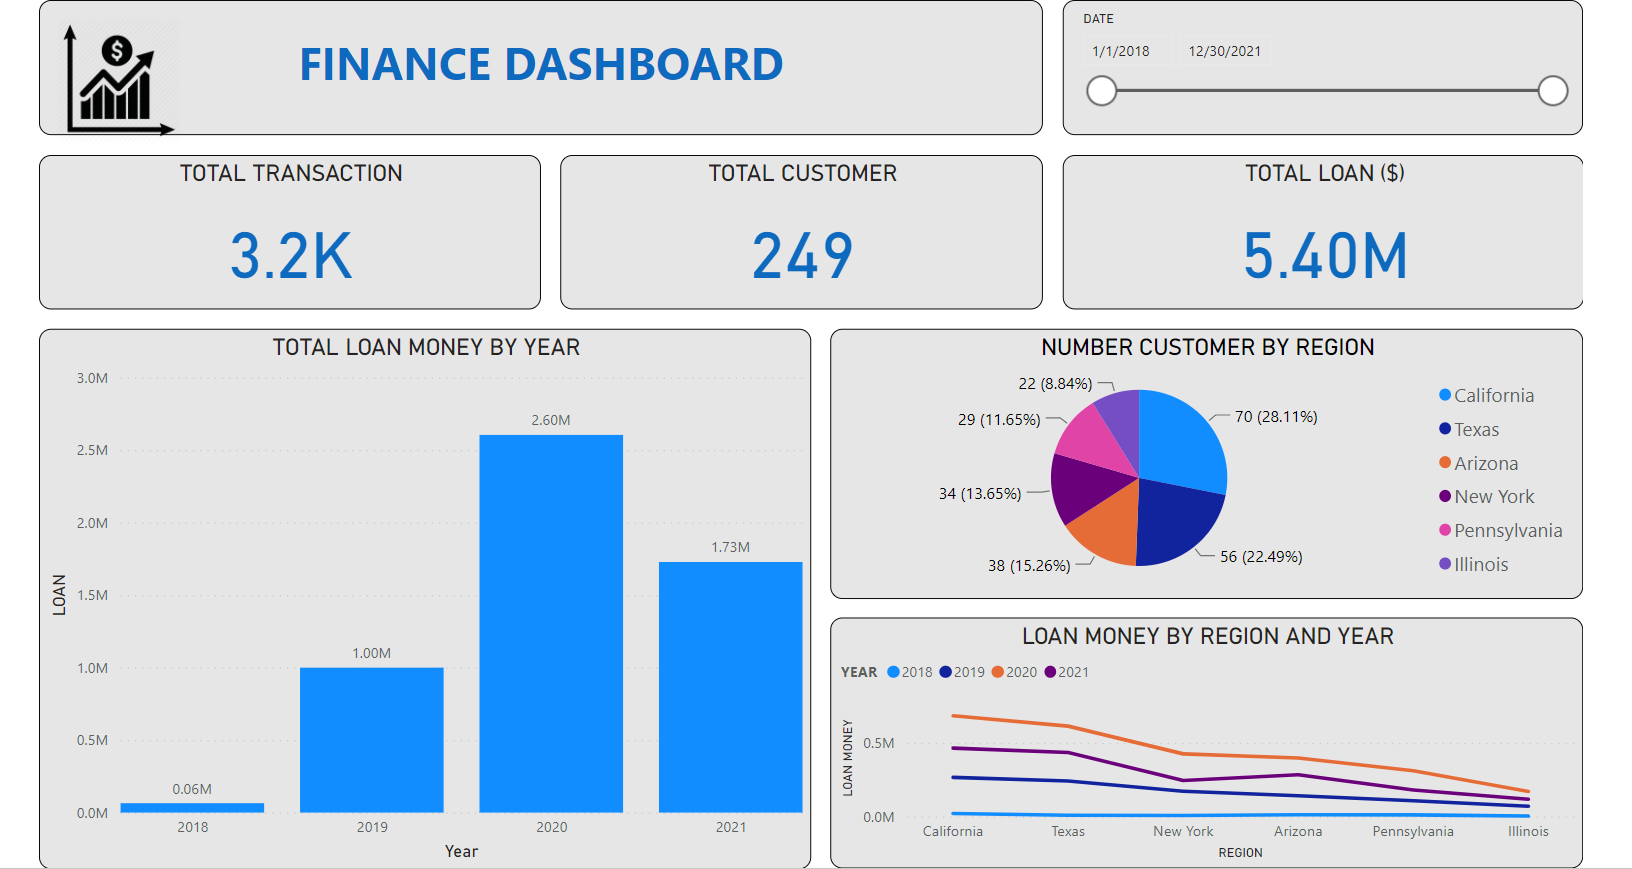 $
FINANCE DASHBOARD
DATE
1/1/2018 12/30/2021
TOTAL TRANSACTION
3.2K
TOTAL CUSTOMER
249
TOTAL LOAN ($)
5.40M
TOTAL LOAN MONEY BY YEAR
3.0M
2.5M
2.0M
1.5M
1.0M
0.5M
0.0M
LOAN
0.06M
1.00M
2.60M
1.73M
2018 2019 2020 2021
Year
NUMBER CUSTOMER BY REGION
22 (8.84%)
29 (11.65%)
34 (13.65%)
38 (15.26%)
70 (28.11%)
56 (22.49%)
California
Texas
Arizona
New York
Pennsylvania
Illinois
LOAN MONEY BY REGION AND YEAR
YEAR 2018 2019 2020 2021
LOAN MONEY
0.5M
0.0M
California Texas New York Arizona Pennsylvania Illinois
REGION